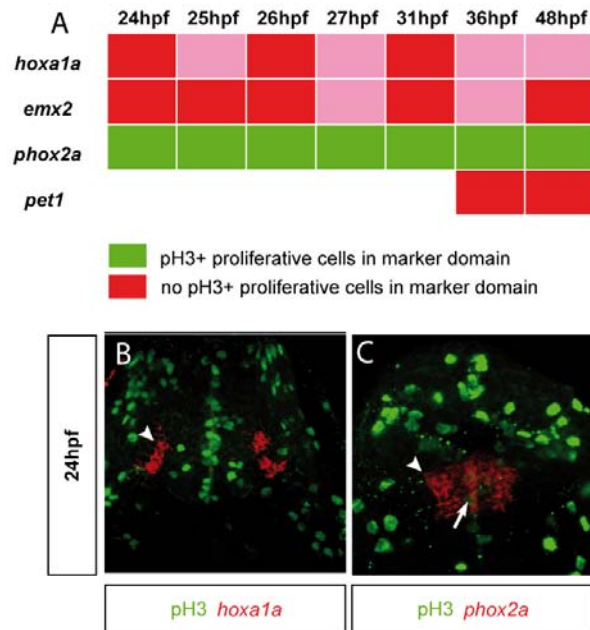 A 24hpf 25hpf 26hpf 27hpf 31hpf 36hpf 48hpf
hoxa1a
emx2
phox2a
pet1
pH3+ proliferative cells in marker domain
no pH3+ proliferative cells in marker domain
B C
24hpf
pH3 hoxa1a pH3 phox2a